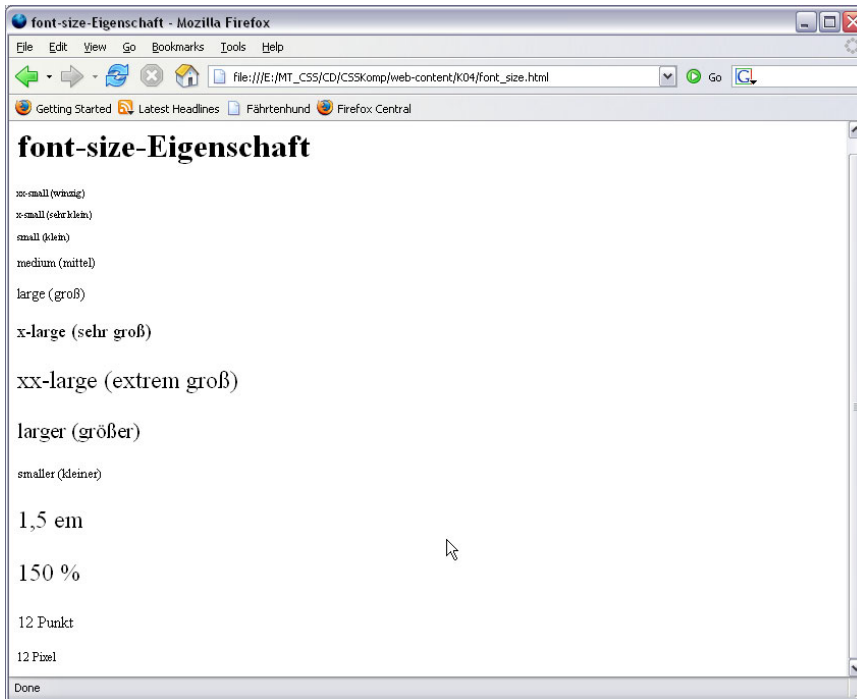 font-size-Eigenschaft - Mozilla Firefox
File Edit View Go Bookmarks Tools Help
file:///E:/MT_CSS/CD/CSSKomp/web-content/K04/font_size.html Go G
Getting Started Latest Headlines Fährtenhund Firefox Central
font-size-Eigenschaft
xx-small (winzig)
x-small (sehr klein)
small (klein)
medium (mittel)
large (groß)
x-large (sehr groß)
xx-large (extrem groß)
larger (größer)
smaller (kleiner)
1,5 em
150 %
12 Punkt
12 Pixel
Done